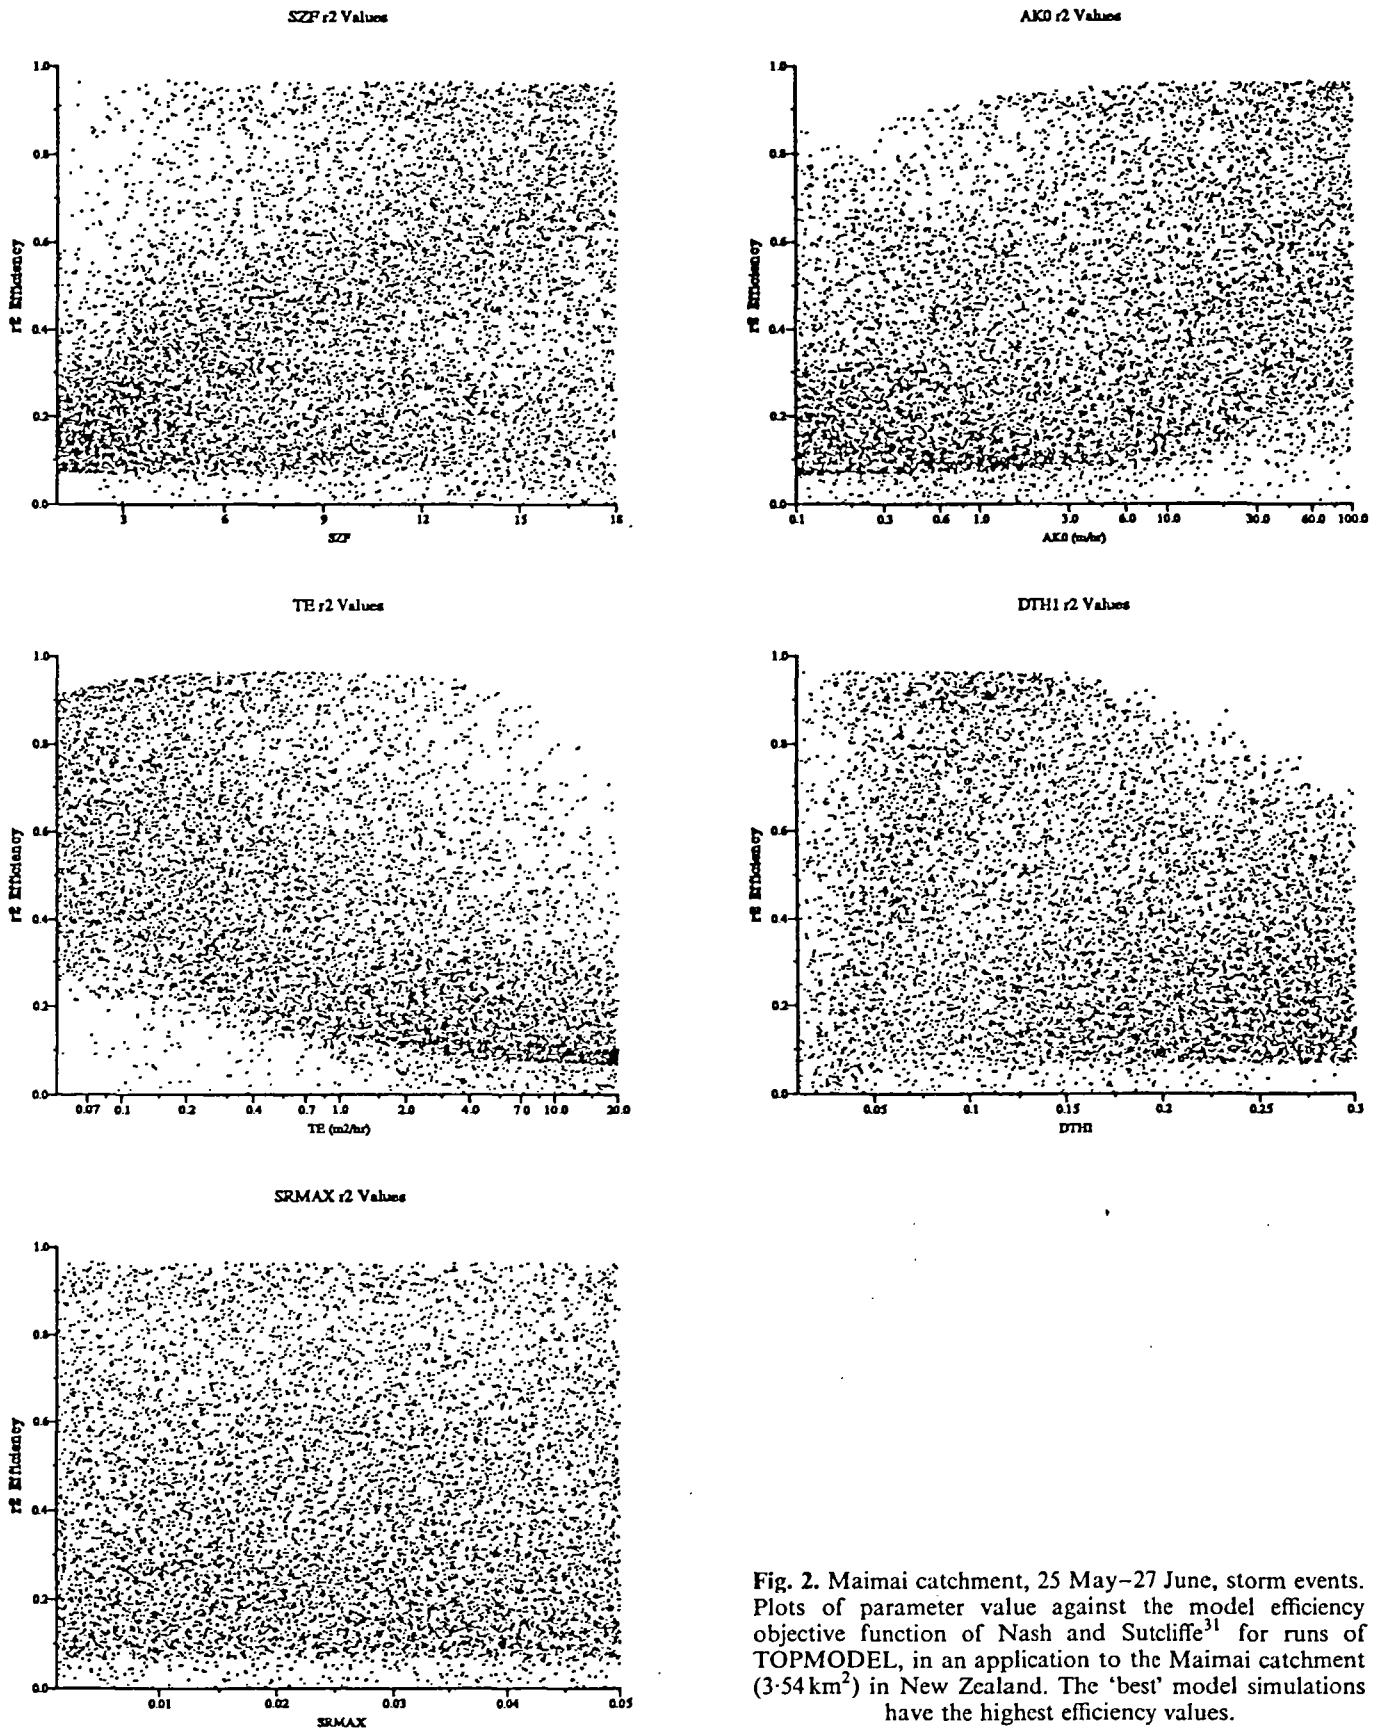 SZF r2 Values
1.0
0.8
0.6
0.4
0.2
0.0
r2 Efficiency
3 6 9 12 15 18
SZF
AK0 r2 Values
1.0
0.8
0.6
0.4
0.2
0.0
r2 Efficiency
0.1 0.3 0.6 1.0 3.0 6.0 10.0 30.0 60.0 100.0
AK0 (m/hr)
TE r2 Values
1.0
0.8
0.6
0.4
0.2
0.0
r2 Efficiency
0.07 0.1 0.2 0.4 0.7 1.0 2.0 4.0 7.0 10.0 20.0
TE (m2/hr)
DTH1 r2 Values
1.0
0.8
0.6
0.4
0.2
0.0
r2 Efficiency
0.05 0.1 0.15 0.2 0.25 0.3
DTH1
SRMAX r2 Values
1.0
0.8
0.6
0.4
0.2
0.0
r2 Efficiency
0.01 0.02 0.03 0.04 0.05
SRMAX
Fig. 2. Maimai catchment, 25 May–27 June, storm events.
Plots of parameter value against the model efficiency
objective function of Nash and Sutcliffe³¹ for runs of
TOPMODEL, in an application to the Maimai catchment
(3·54 km²) in New Zealand. The 'best' model simulations
have the highest efficiency values.